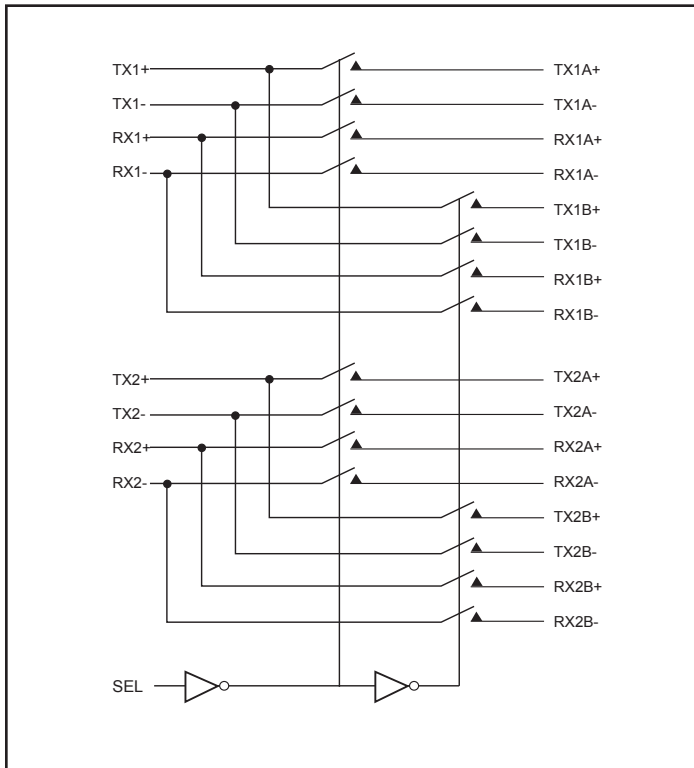 TX1+ TX1A+
TX1- TX1A-
RX1+ RX1A+
RX1- RX1A-
TX1B+
TX1B-
RX1B+
RX1B-
TX2+ TX2A+
TX2- TX2A-
RX2+ RX2A+
RX2- RX2A-
TX2B+
TX2B-
RX2B+
RX2B-
SEL